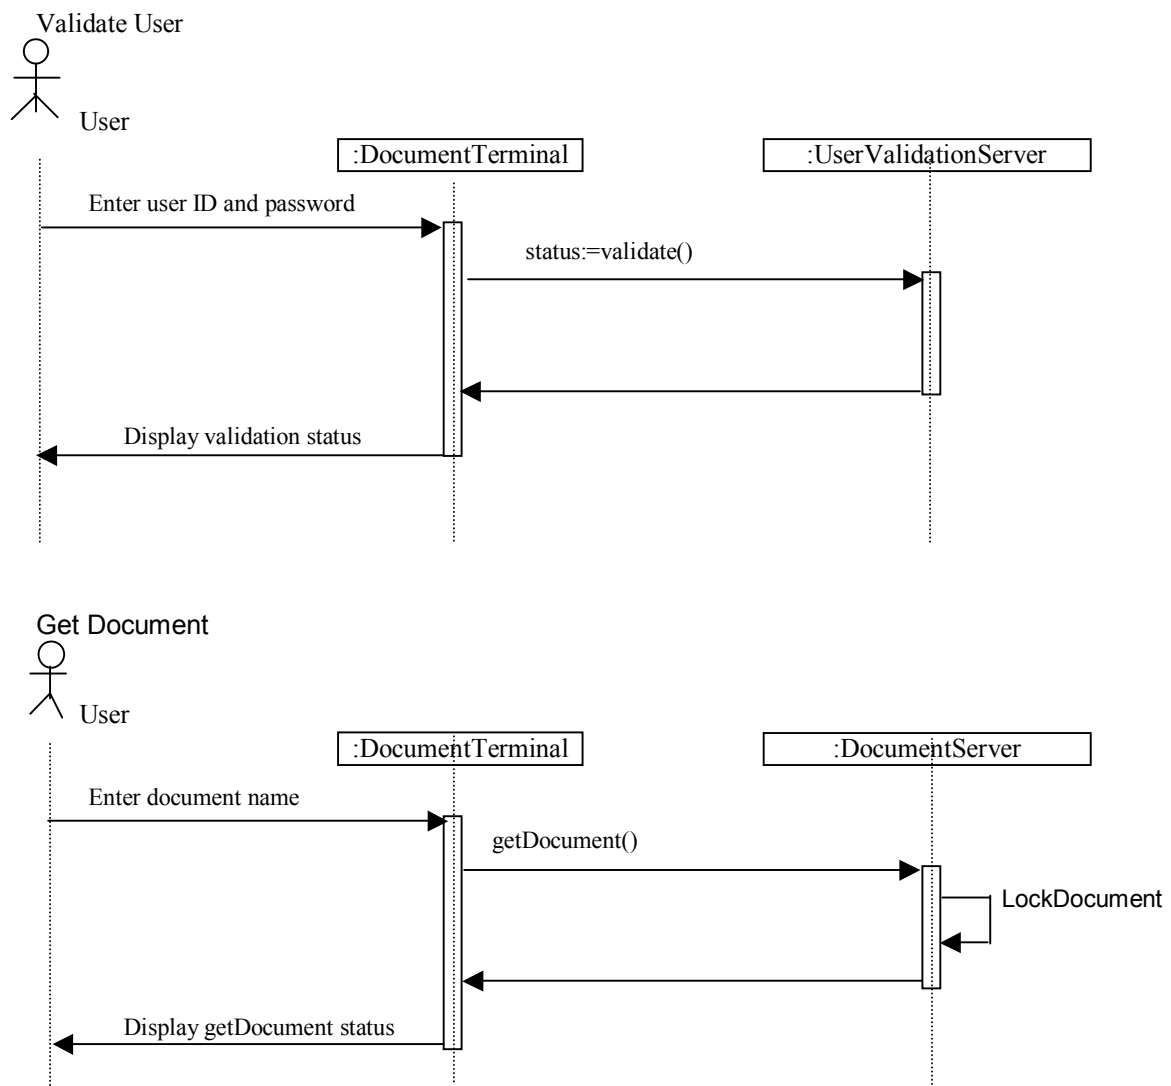 Validate User
User
:DocumentTerminal
:UserValidationServer
Enter user ID and password
status:=validate()
Display validation status
Get Document
User
:DocumentTerminal
:DocumentServer
Enter document name
getDocument()
LockDocument
Display getDocument status